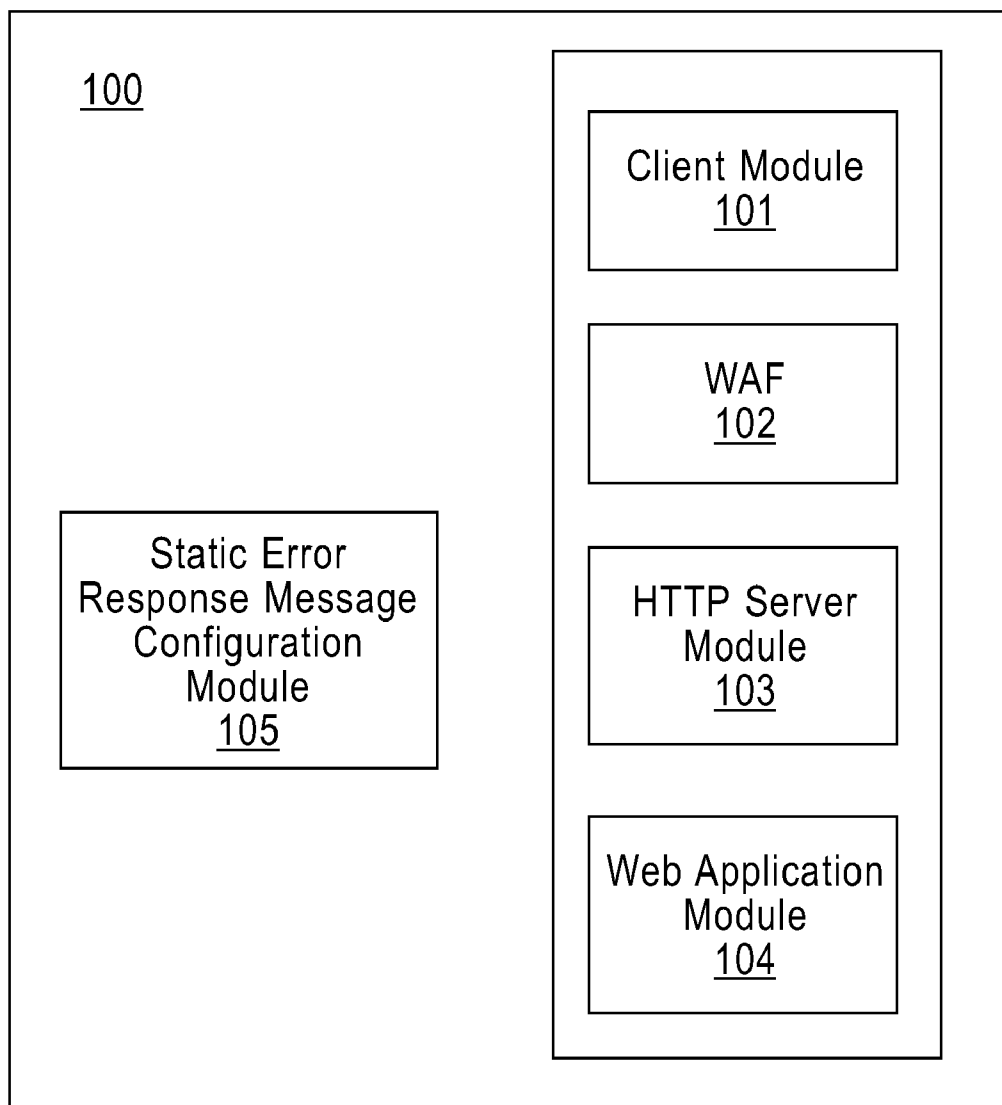 100
Client Module
101
WAF
102
Static Error
Response Message
Configuration
Module
105
HTTP Server
Module
103
Web Application
Module
104